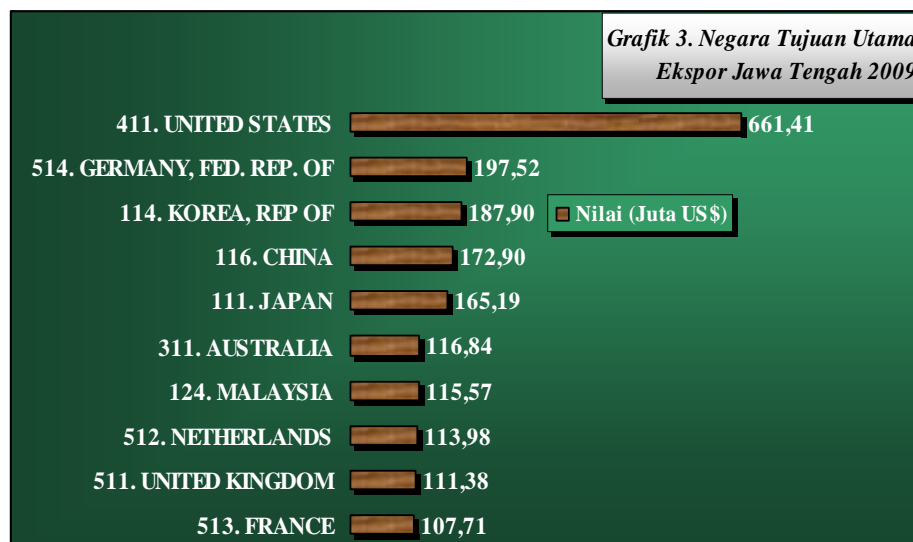 Grafik 3. Negara Tujuan Utama
Ekspor Jawa Tengah 2009
411. UNITED STATES 661,41
514. GERMANY, FED. REP. OF 197,52
114. KOREA, REP OF 187,90
Nilai (Juta US$)
116. CHINA 172,90
111. JAPAN 165,19
311. AUSTRALIA 116,84
124. MALAYSIA 115,57
512. NETHERLANDS 113,98
511. UNITED KINGDOM 111,38
513. FRANCE 107,71